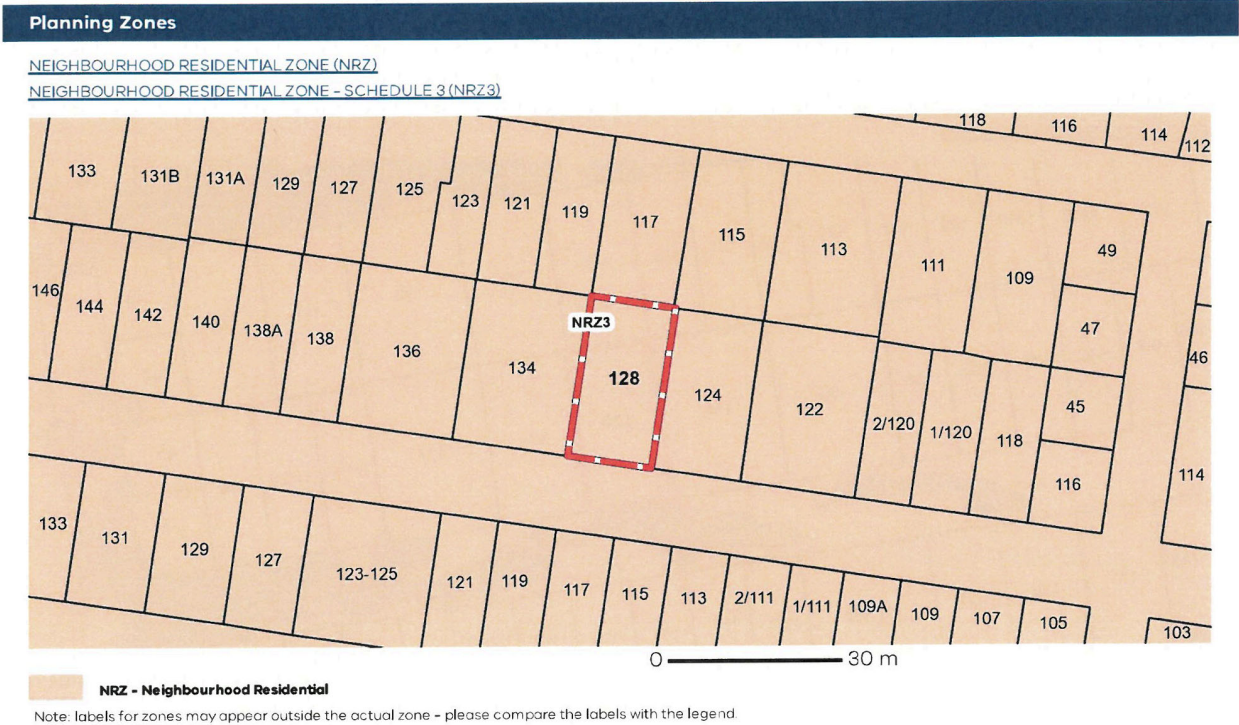 Planning Zones
NEIGHBOURHOOD RESIDENTIAL ZONE (NRZ)
NEIGHBOURHOOD RESIDENTIAL ZONE - SCHEDULE 3 (NRZ3)
118 116 114 112
133 131B 131A 129 127 125 123 121 119 117 115 113 111 109 49
47
146 144 142 140 138A 138 136 134 NRZ3 128 124 122 2/120 1/120 118 45
116
46
114
133 131 129 127 123-125 121 119 117 115 113 2/111 1/111 109A 109 107 105 103
0 30 m
NRZ - Neighbourhood Residential
Note: labels for zones may appear outside the actual zone - please compare the labels with the legend.